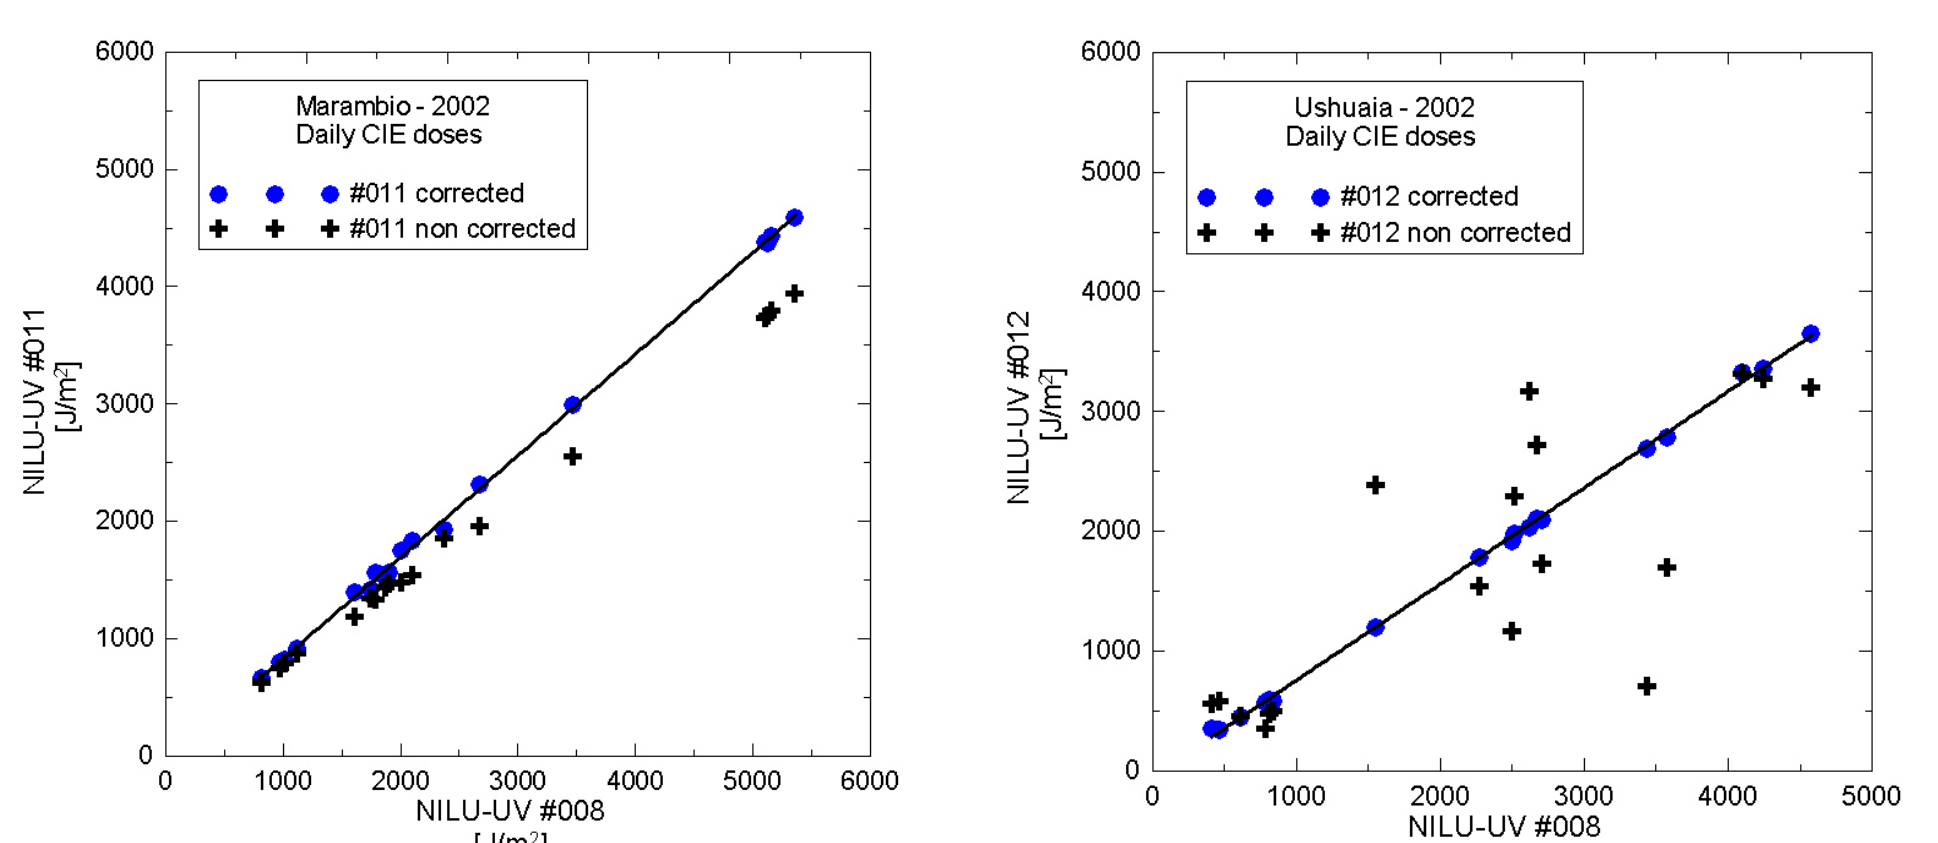 6000
5000
4000
3000
2000
1000
0
NILU-UV #011
[J/m²]
Marambio - 2002
Daily CIE doses
#011 corrected
#011 non corrected
0 1000 2000 3000 4000 5000 6000
NILU-UV #008
[J/m²]
6000
5000
4000
3000
2000
1000
0
NILU-UV #012
[J/m²]
Ushuaia - 2002
Daily CIE doses
#012 corrected
#012 non corrected
0 1000 2000 3000 4000 5000
NILU-UV #008